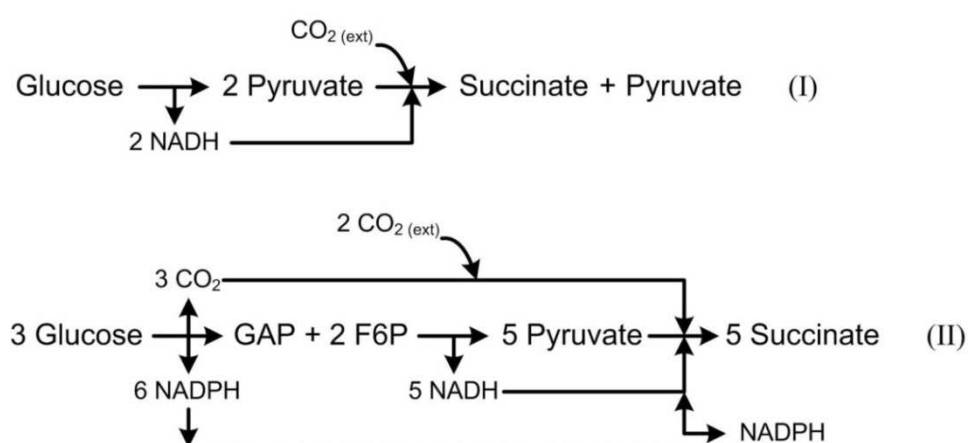 CO₂ (ext)
Glucose 2 Pyruvate Succinate + Pyruvate (I)
2 NADH
2 CO₂ (ext)
3 CO₂
3 Glucose GAP + 2 F6P 5 Pyruvate 5 Succinate (II)
6 NADPH 5 NADH
NADPH